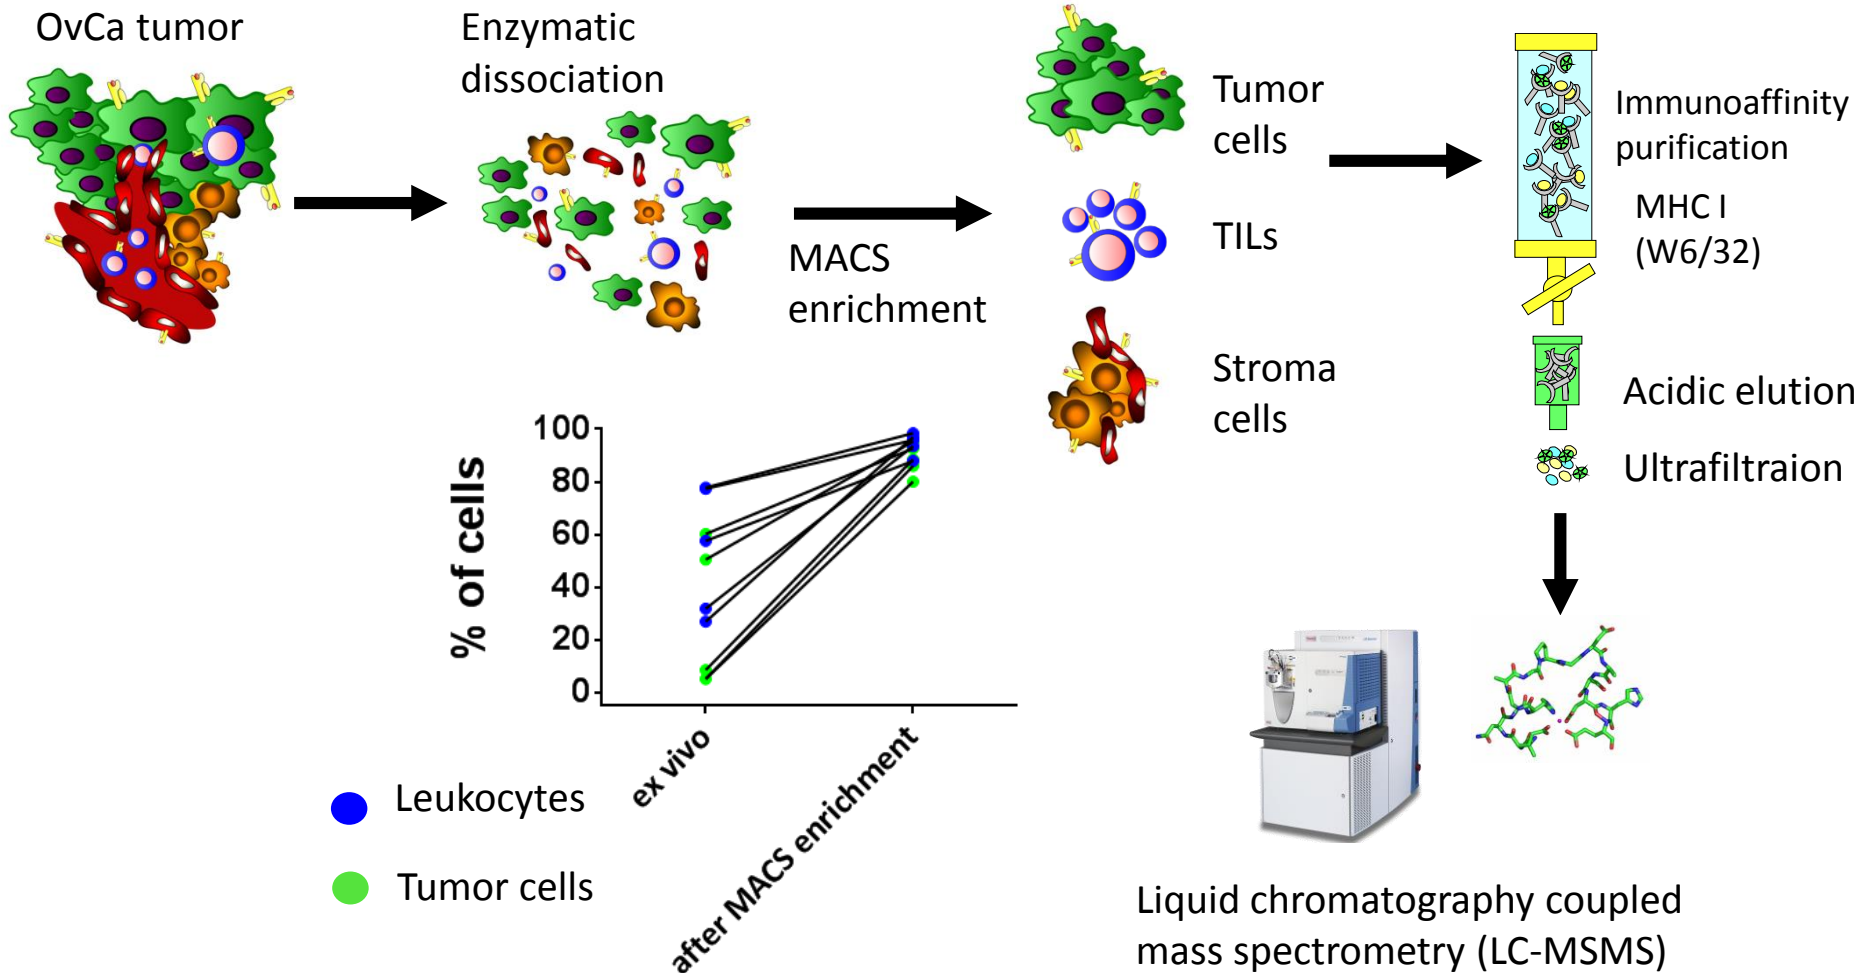 OvCa tumor
Enzymatic
dissociation
MACS
enrichment
Tumor
cells
TILs
Stroma
cells
Immunoaffinity
purification
MHC I
(W6/32)
Acidic elution
Ultrafiltraion
% of cells
100
80
60
40
20
0
ex vivo
after MACS enrichment
Leukocytes
Tumor cells
Liquid chromatography coupled
mass spectrometry (LC-MSMS)